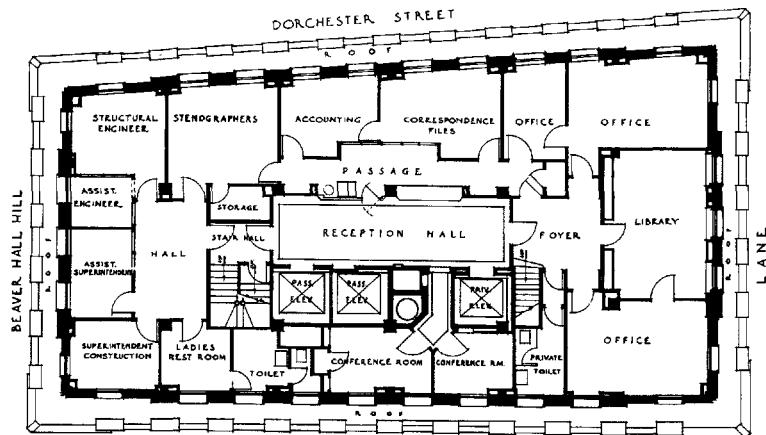 DORCHESTER STREET
ROOF
STRUCTURAL
ENGINEER
STENOGRAPHERS
ACCOUNTING
CORRESPONDENCE
FILES
OFFICE
OFFICE
PASSAGE
ASSIST.
ENGINEER
STORAGE
STAIR HALL
RECEPTION HALL
FOYER
LIBRARY
BEAVER HALL HILL
ROOF
HALL
ASSIST.
SUPERINTENDENT
PASS.
ELEV.
PASS.
ELEV.
PRIV.
ELEV.
ROOF
LANE
SUPERINTENDENT
CONSTRUCTION
LADIES
REST ROOM
TOILET
CONFERENCE ROOM
CONFERENCE RM.
PRIVATE
TOILET
OFFICE
ROOF